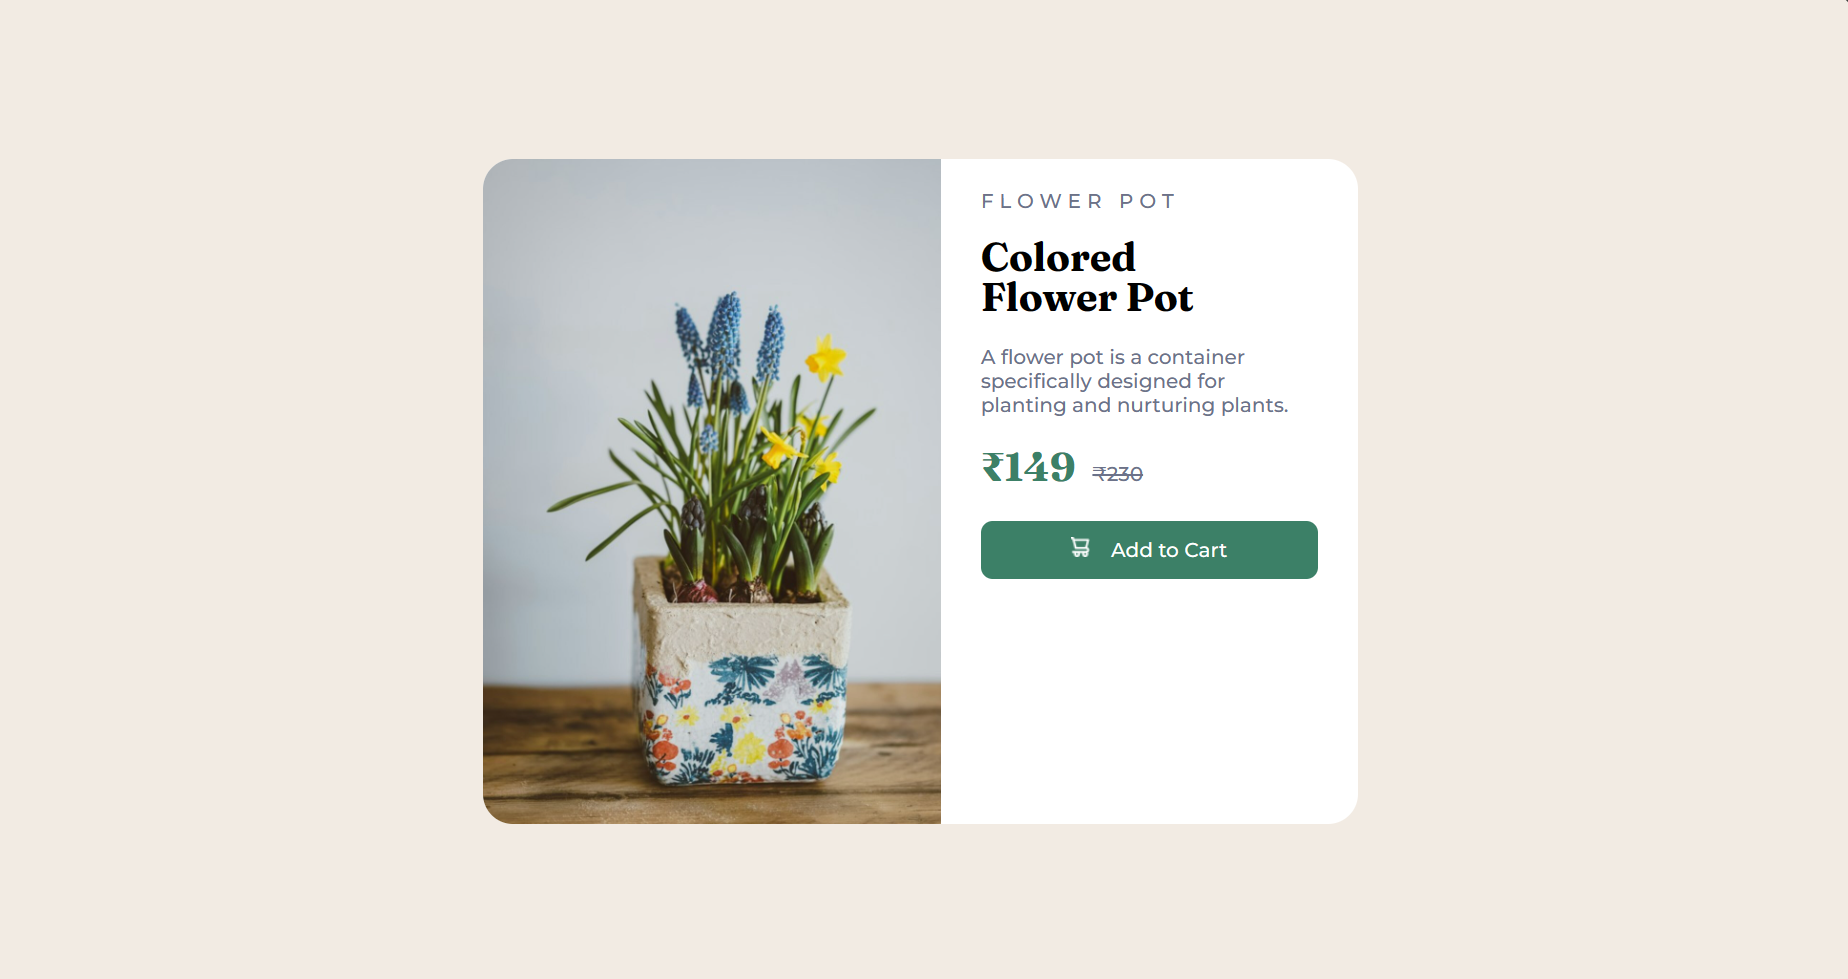 FLOWER POT
Colored
Flower Pot
A flower pot is a container
specifically designed for
planting and nurturing plants.
₹149 ₹230
Add to Cart